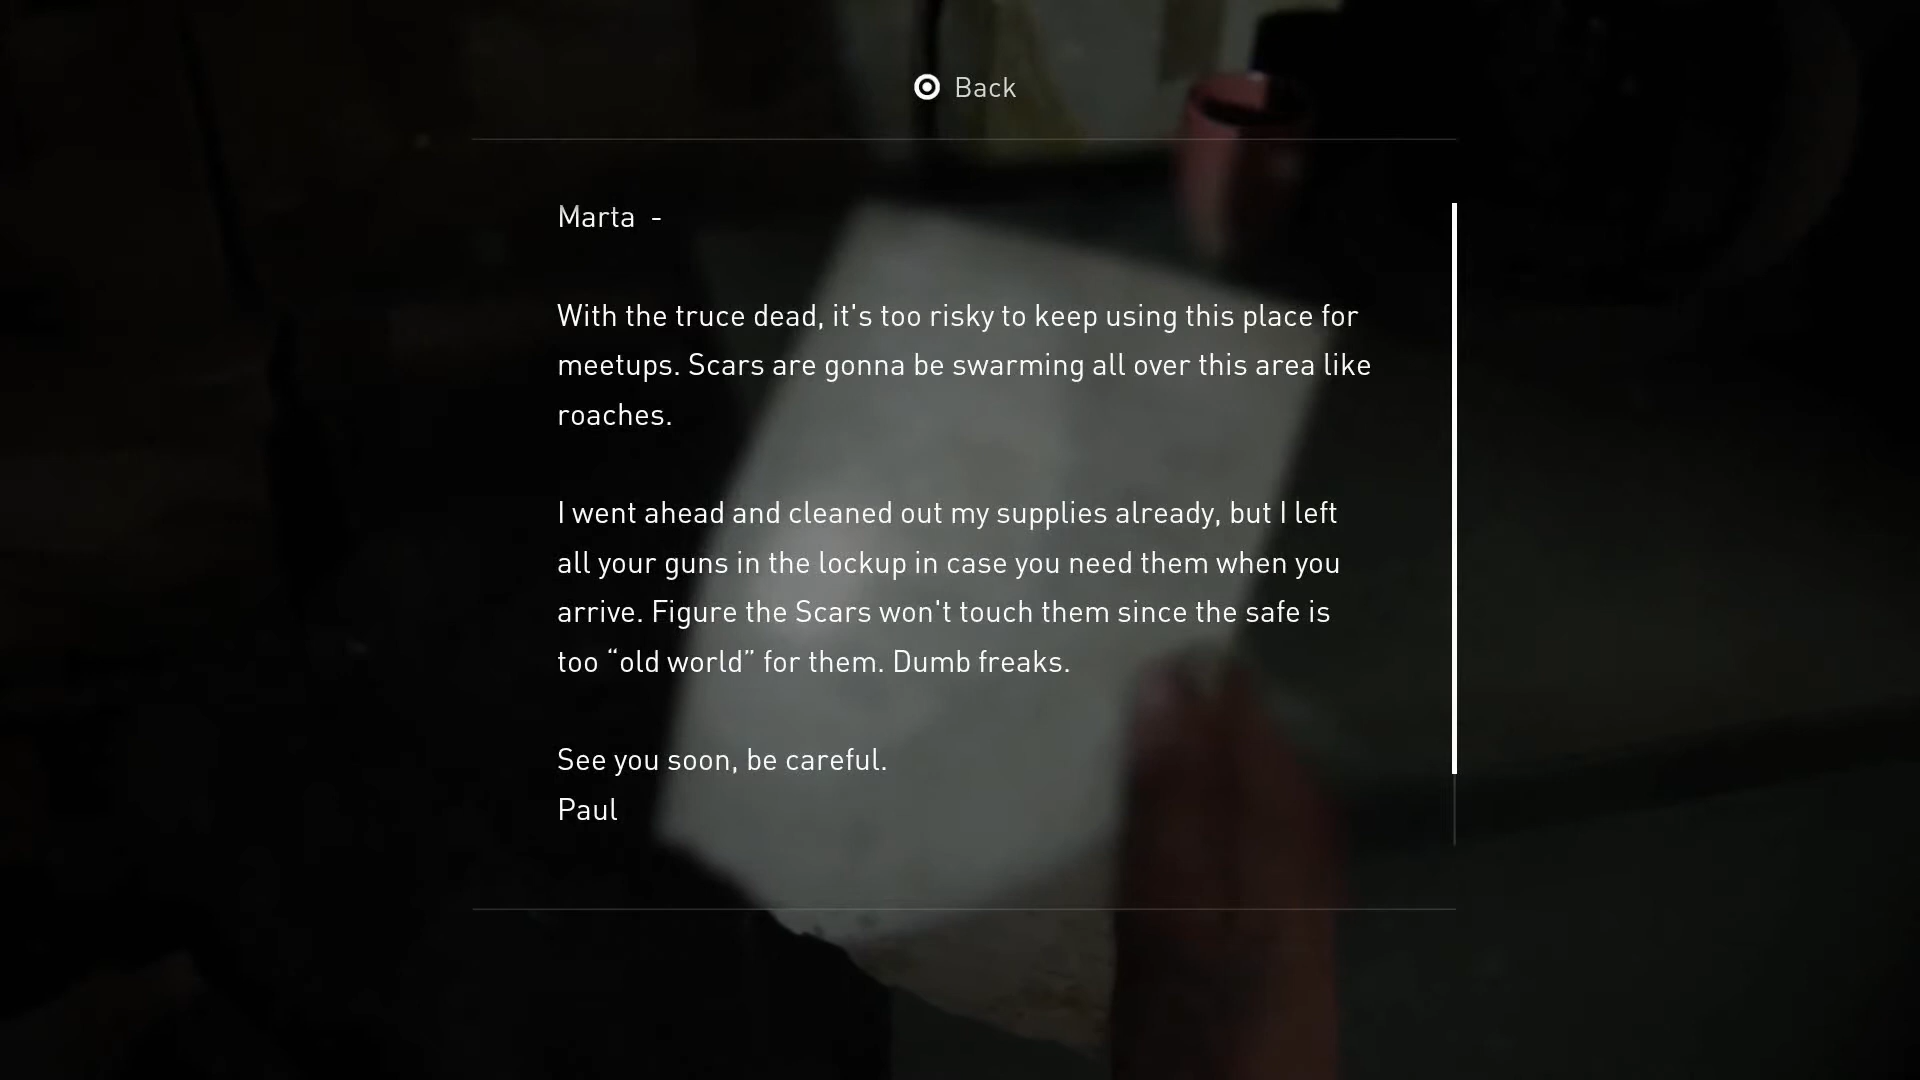 Back
Marta -
With the truce dead, it's too risky to keep using this place for
meetups. Scars are gonna be swarming all over this area like
roaches.
I went ahead and cleaned out my supplies already, but I left
all your guns in the lockup in case you need them when you
arrive. Figure the Scars won't touch them since the safe is
too “old world” for them. Dumb freaks.
See you soon, be careful.
Paul